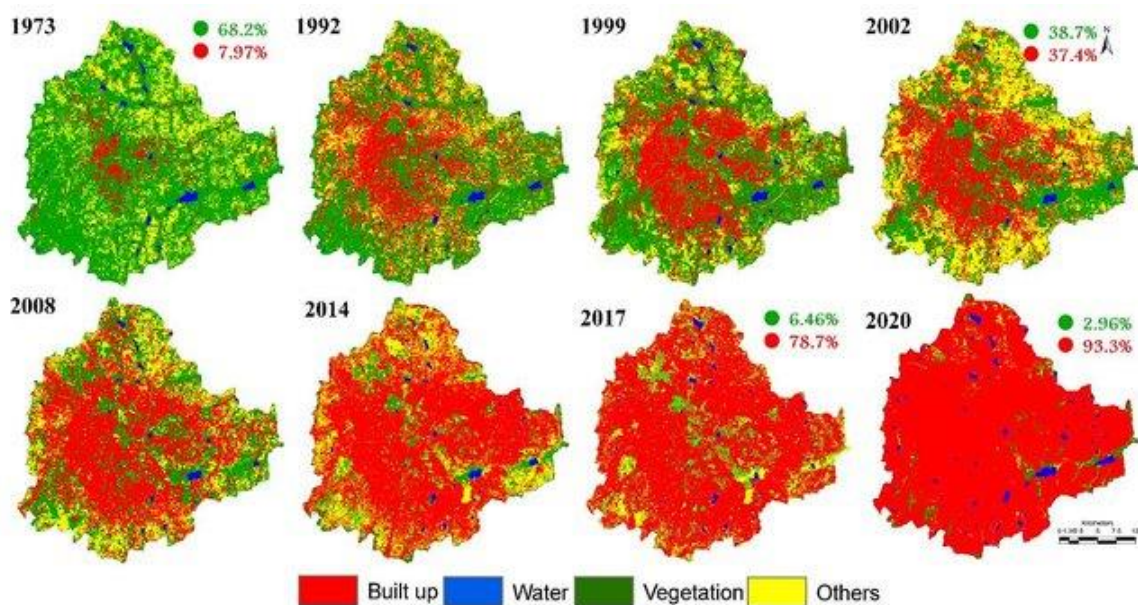 1973
68.2%
7.97%
1992
1999
2002
38.7%
37.4%
N
2008
2014
2017
6.46%
78.7%
2020
2.96%
93.3%
Kilometers
Built up
Water
Vegetation
Others